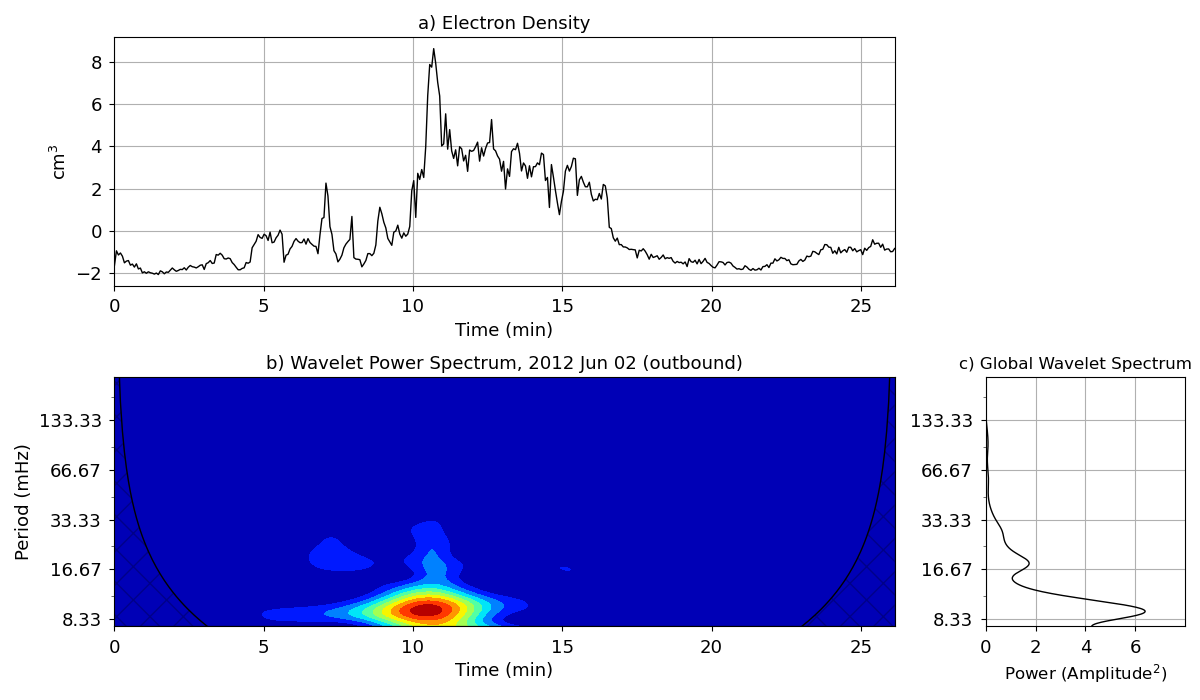 a) Electron Density
8
6
4
2
0
−2
cm³
0 5 10 15 20 25
Time (min)
b) Wavelet Power Spectrum, 2012 Jun 02 (outbound)
133.33
66.67
33.33
16.67
8.33
Period (mHz)
0 5 10 15 20 25
Time (min)
c) Global Wavelet Spectrum
133.33
66.67
33.33
16.67
8.33
0 2 4 6
Power (Amplitude²)